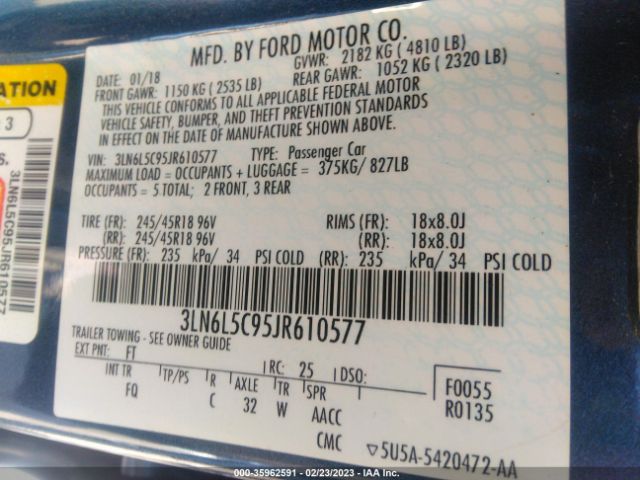 MFD. BY FORD MOTOR CO.
DATE: 01/18 GVWR: 2182 KG ( 4810 LB)
FRONT GAWR: 1150 KG ( 2535 LB) REAR GAWR: 1052 KG ( 2320 LB)
THIS VEHICLE CONFORMS TO ALL APPLICABLE FEDERAL MOTOR
VEHICLE SAFETY, BUMPER, AND THEFT PREVENTION STANDARDS
IN EFFECT ON THE DATE OF MANUFACTURE SHOWN ABOVE.
VIN: 3LN6L5C95JR610577 TYPE: Passenger Car
MAXIMUM LOAD = OCCUPANTS + LUGGAGE = 375KG/ 827LB
OCCUPANTS = 5 TOTAL; 2 FRONT, 3 REAR
TIRE (FR): 245/45R18 96V RIMS (FR): 18x8.0J
(RR): 245/45R18 96V (RR): 18x8.0J
PRESSURE (FR): 235 kPa/ 34 PSI COLD (RR): 235 kPa/ 34 PSI COLD
3LN6L5C95JR610577
TRAILER TOWING - SEE OWNER GUIDE
EXT PNT: FT RC: 25 DSO:
INT TR TP/PS R AXLE TR SPR
FQ C 32 W AACC
CMC
F0055
R0135
5U5A-5420472-AA
ATION
3
S.
3LN6L5C95JR610577
ID: 35962591 - 02/23/2023 - IAA Inc.